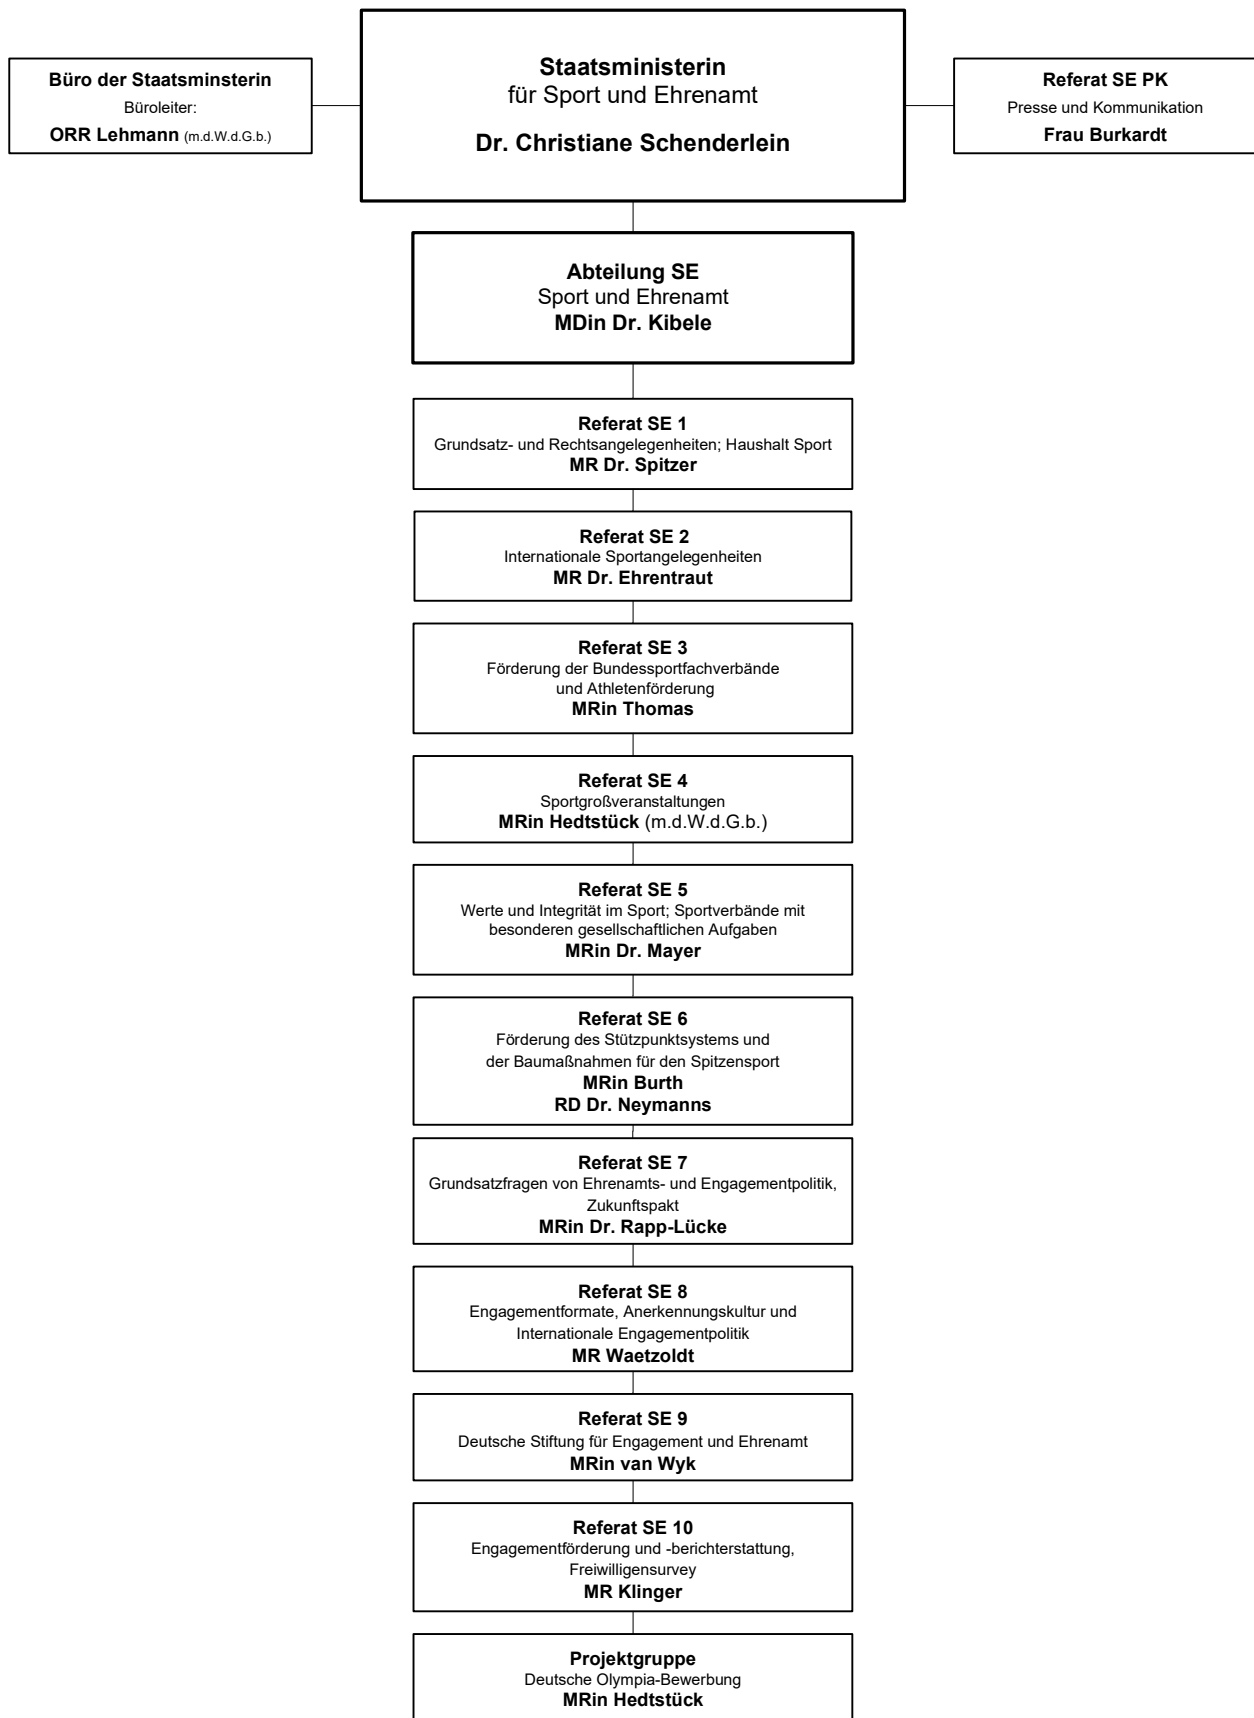 Büro der Staatsminsterin
Büroleiter:
ORR Lehmann (m.d.W.d.G.b.)
Staatsministerin
für Sport und Ehrenamt
Dr. Christiane Schenderlein
Referat SE PK
Presse und Kommunikation
Frau Burkardt
Abteilung SE
Sport und Ehrenamt
MDin Dr. Kibele
Referat SE 1
Grundsatz- und Rechtsangelegenheiten; Haushalt Sport
MR Dr. Spitzer
Referat SE 2
Internationale Sportangelegenheiten
MR Dr. Ehrentraut
Referat SE 3
Förderung der Bundessportfachverbände
und Athletenförderung
MRin Thomas
Referat SE 4
Sportgroßveranstaltungen
MRin Hedtstück (m.d.W.d.G.b.)
Referat SE 5
Werte und Integrität im Sport; Sportverbände mit
besonderen gesellschaftlichen Aufgaben
MRin Dr. Mayer
Referat SE 6
Förderung des Stützpunktsystems und
der Baumaßnahmen für den Spitzensport
MRin Burth
RD Dr. Neymanns
Referat SE 7
Grundsatzfragen von Ehrenamts- und Engagementpolitik,
Zukunftspakt
MRin Dr. Rapp-Lücke
Referat SE 8
Engagementformate, Anerkennungskultur und
Internationale Engagementpolitik
MR Waetzoldt
Referat SE 9
Deutsche Stiftung für Engagement und Ehrenamt
MRin van Wyk
Referat SE 10
Engagementförderung und -berichterstattung,
Freiwilligensurvey
MR Klinger
Projektgruppe
Deutsche Olympia-Bewerbung
MRin Hedtstück